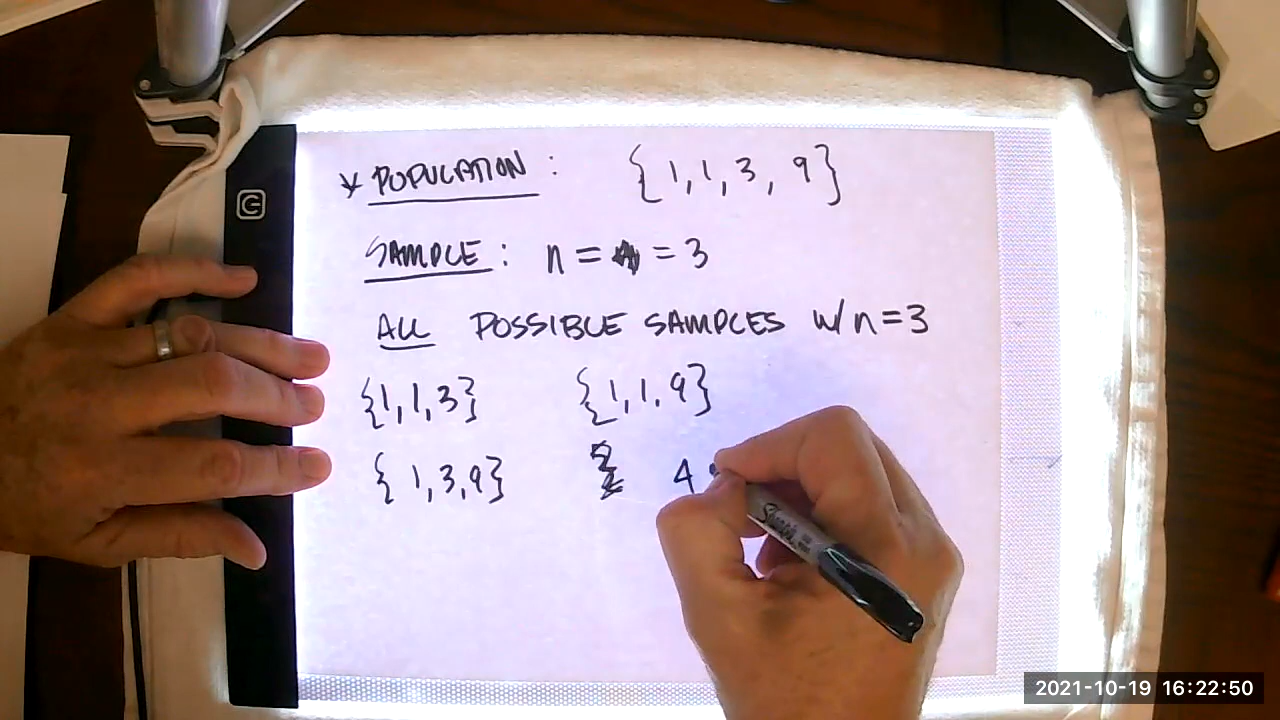 * POPULATION : { 1, 1, 3, 9 }
SAMPLE : n = = 3
ALL POSSIBLE SAMPLES w/ n = 3
{1, 1, 3} {1, 1, 9}
{1, 3, 9} 4
Sharpie
2021-10-19 16:22:50